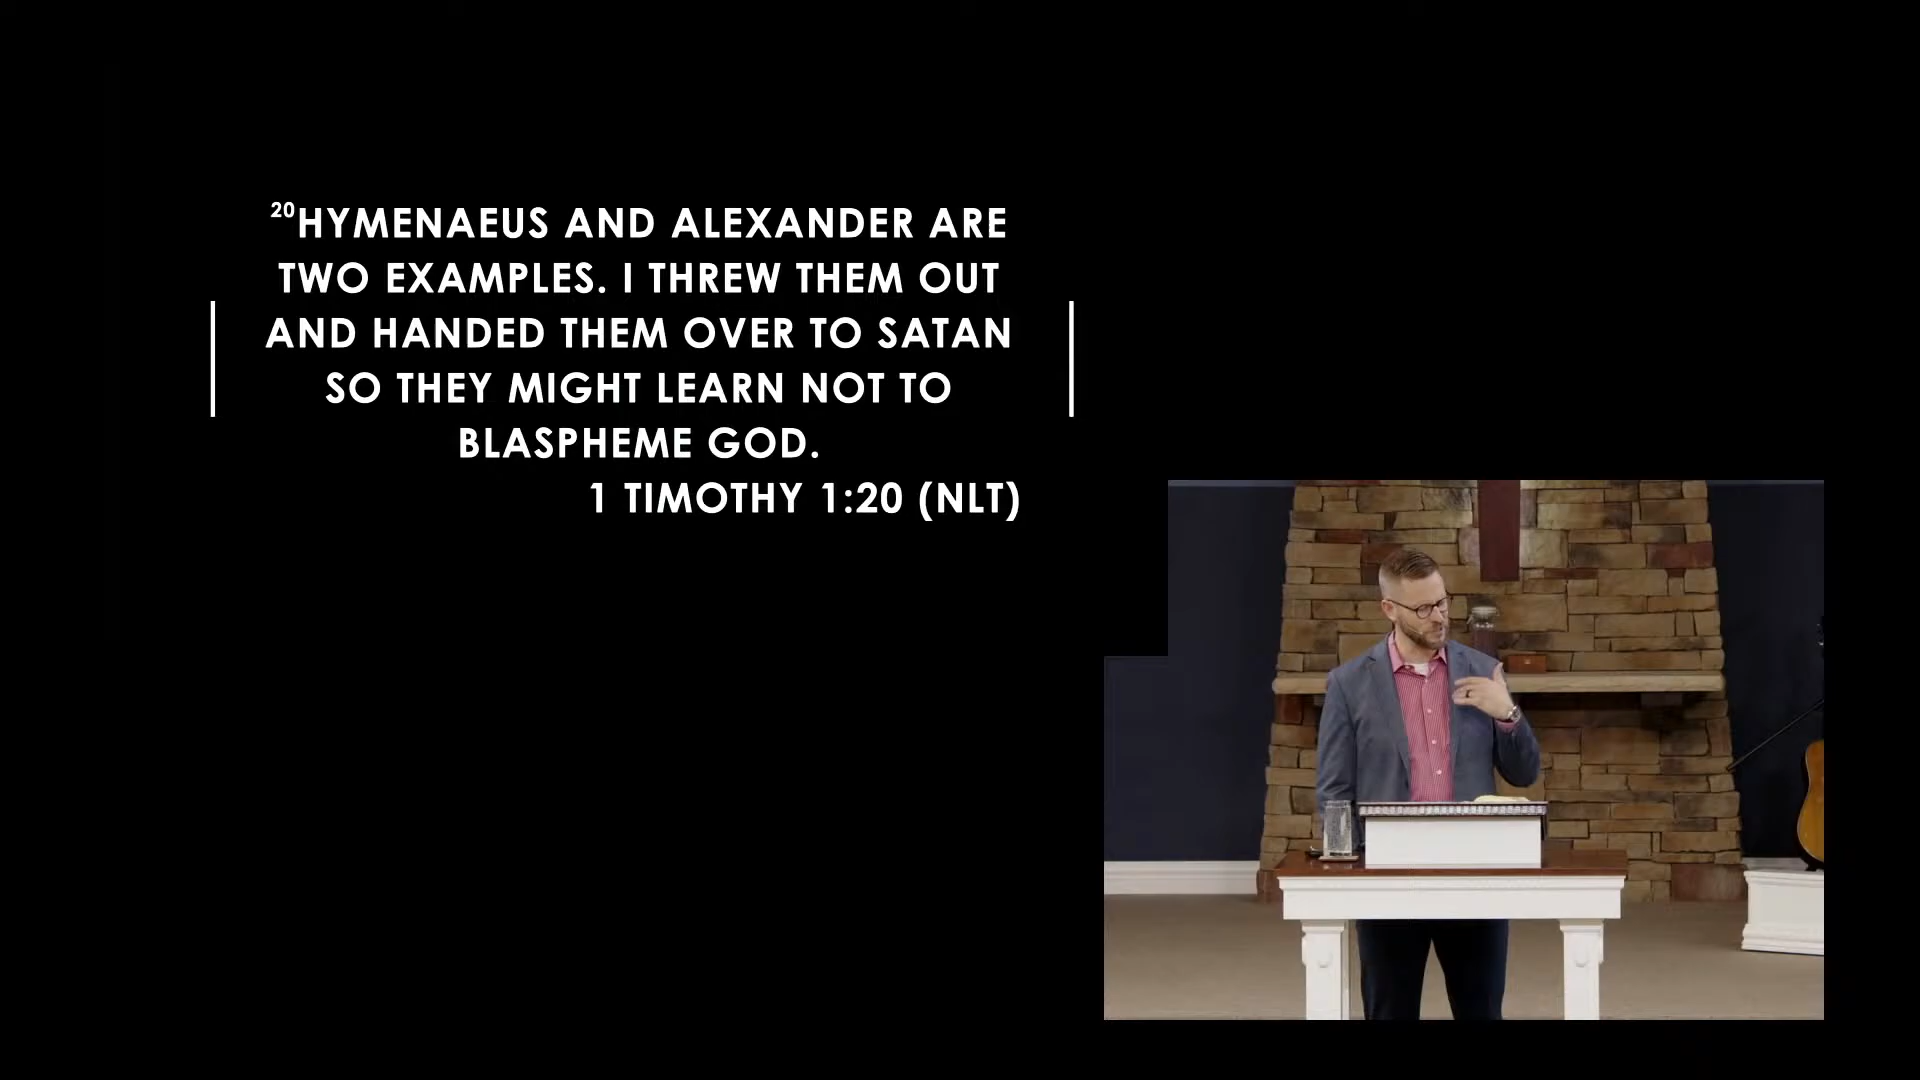 20HYMENAEUS AND ALEXANDER ARE
TWO EXAMPLES. I THREW THEM OUT
AND HANDED THEM OVER TO SATAN
SO THEY MIGHT LEARN NOT TO
BLASPHEME GOD.
1 TIMOTHY 1:20 (NLT)